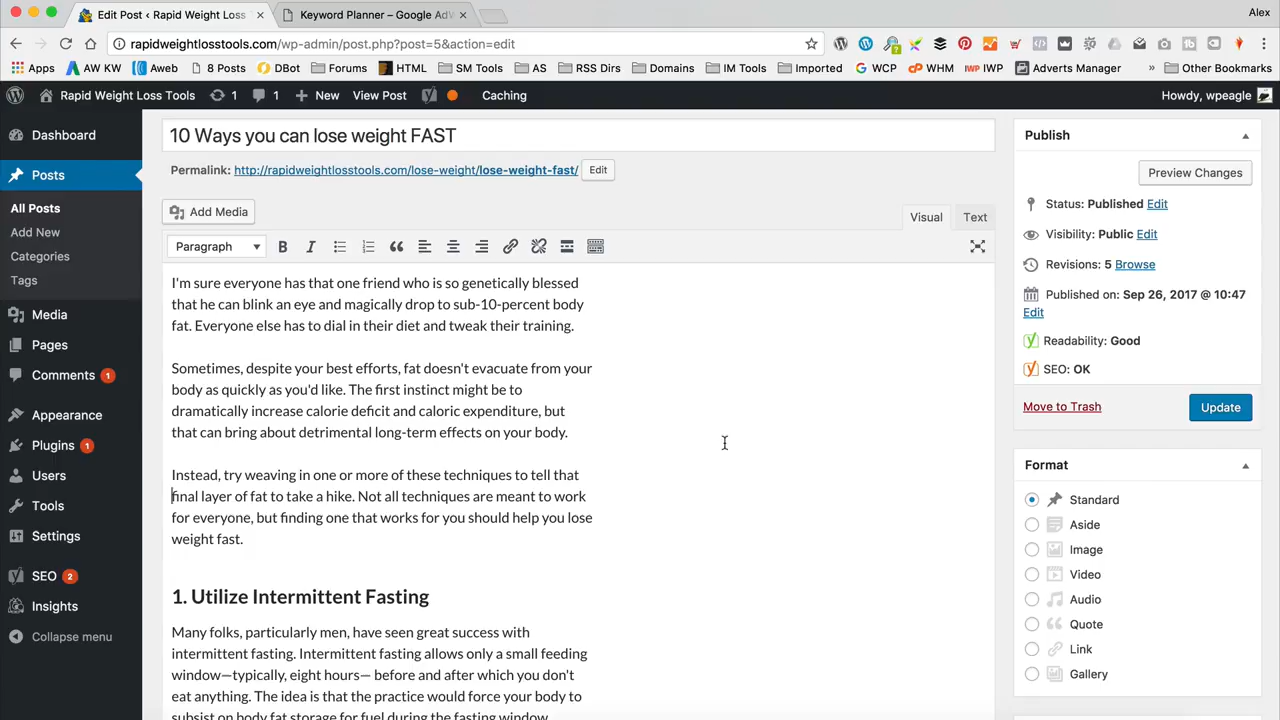 Edit Post ‹ Rapid Weight Loss
Keyword Planner – Google AdW
Alex
rapidweightlosstools.com/wp-admin/post.php?post=5&action=edit
Apps AW KW Aweb 8 Posts DBot Forums HTML SM Tools AS RSS Dirs Domains IM Tools Imported WCP WHM IWP IWP Adverts Manager » Other Bookmarks
Rapid Weight Loss Tools 1 1 New View Post Caching Howdy, wpeagle
Dashboard
Posts
All Posts
Add New
Categories
Tags
Media
Pages
Comments 1
Appearance
Plugins 1
Users
Tools
Settings
SEO 2
Insights
Collapse menu
10 Ways you can lose weight FAST
Permalink: http://rapidweightlosstools.com/lose-weight/lose-weight-fast/ Edit
Add Media
Visual Text
Paragraph B I
I'm sure everyone has that one friend who is so genetically blessed
that he can blink an eye and magically drop to sub-10-percent body
fat. Everyone else has to dial in their diet and tweak their training.
Sometimes, despite your best efforts, fat doesn't evacuate from your
body as quickly as you'd like. The first instinct might be to
dramatically increase calorie deficit and caloric expenditure, but
that can bring about detrimental long-term effects on your body.
Instead, try weaving in one or more of these techniques to tell that
final layer of fat to take a hike. Not all techniques are meant to work
for everyone, but finding one that works for you should help you lose
weight fast.
1. Utilize Intermittent Fasting
Many folks, particularly men, have seen great success with
intermittent fasting. Intermittent fasting allows only a small feeding
window—typically, eight hours— before and after which you don't
eat anything. The idea is that the practice would force your body to
subsist on body fat storage for fuel during the fasting window.
Publish
Preview Changes
Status: Published Edit
Visibility: Public Edit
Revisions: 5 Browse
Published on: Sep 26, 2017 @ 10:47
Edit
Readability: Good
SEO: OK
Move to Trash Update
Format
Standard
Aside
Image
Video
Audio
Quote
Link
Gallery